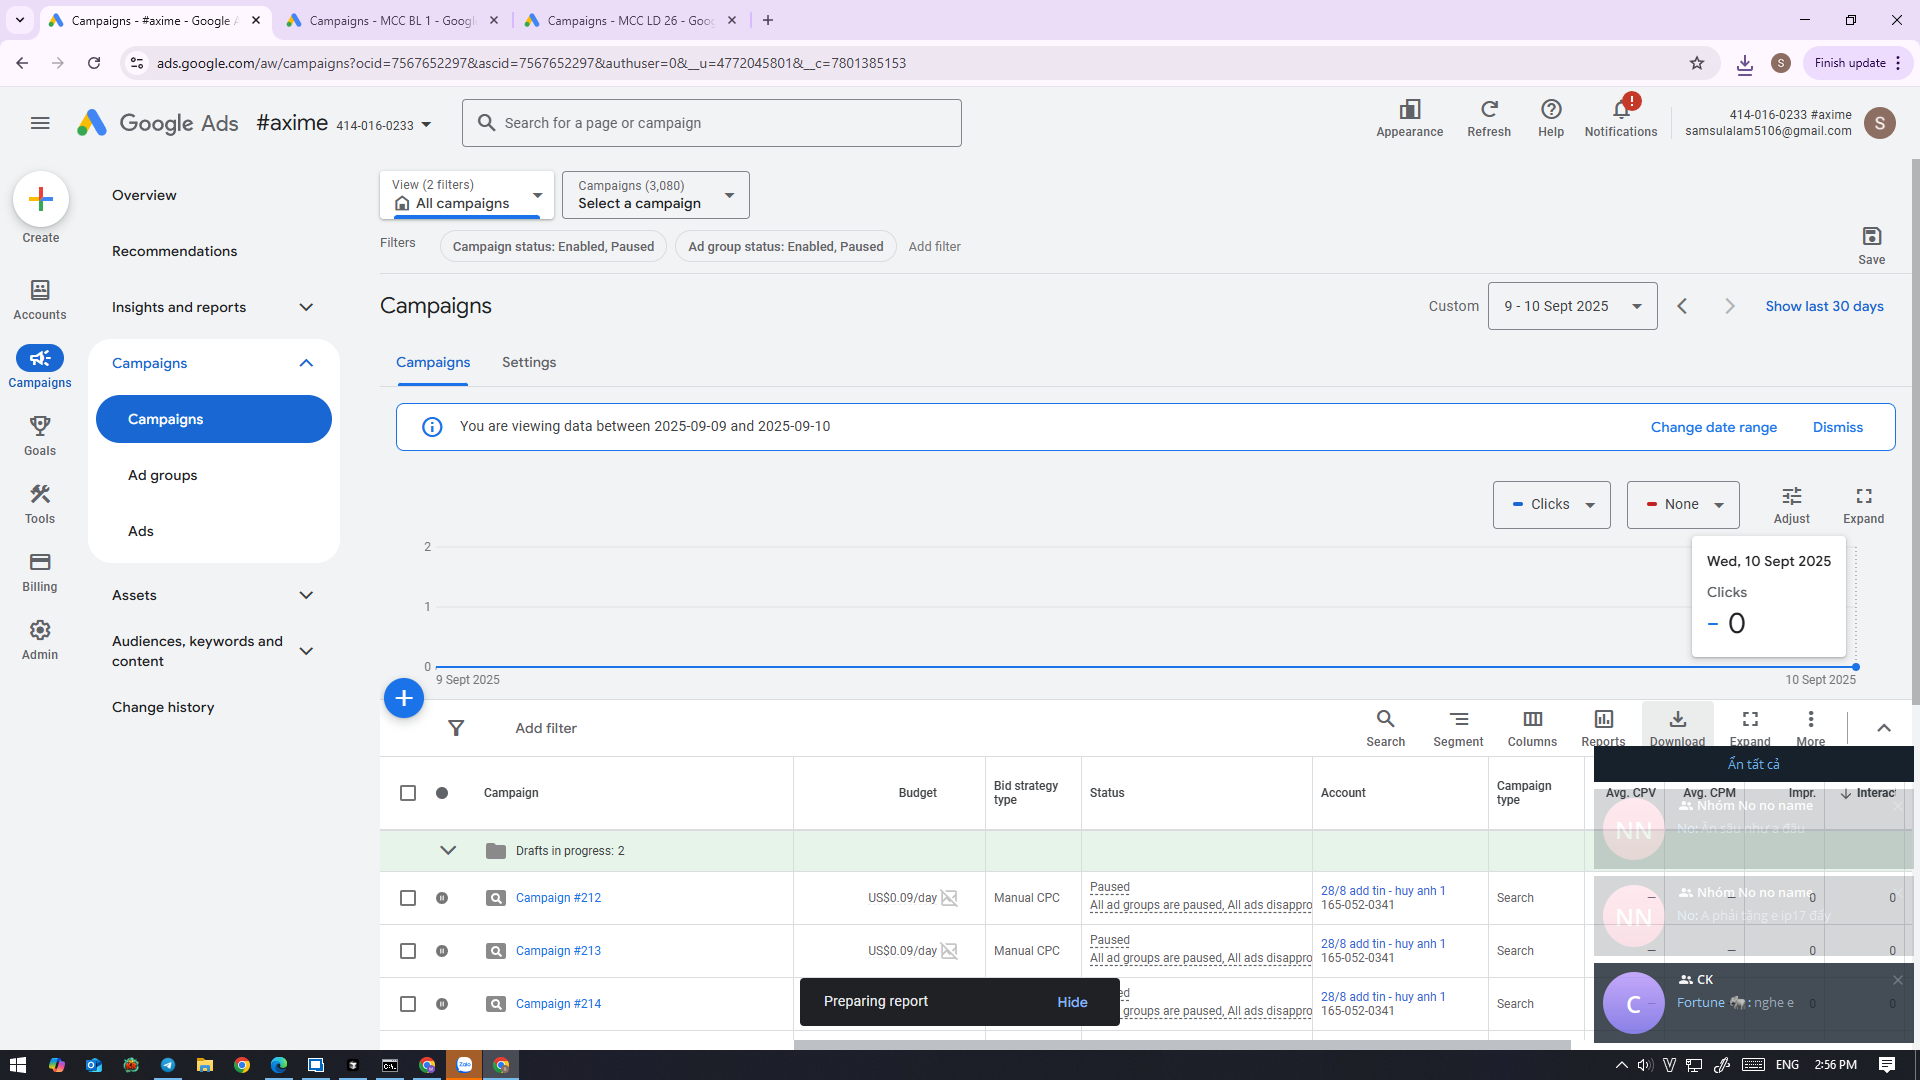 Campaigns - #axime - Google A
Campaigns - MCC BL 1 - Googl
Campaigns - MCC LD 26 - Goo
ads.google.com/aw/campaigns?ocid=7567652297&ascid=7567652297&authuser=0&__u=4772045801&__c=7801385153
S
Finish update
Google Ads
#axime 414-016-0233
Search for a page or campaign
Appearance
Refresh
Help
!
Notifications
414-016-0233 #axime
samsulalam5106@gmail.com
S
Create
Accounts
Campaigns
Goals
Tools
Billing
Admin
Overview
Recommendations
Insights and reports
Campaigns
Campaigns
Ad groups
Ads
Assets
Audiences, keywords and
content
Change history
View (2 filters)
All campaigns
Campaigns (3,080)
Select a campaign
Filters
Campaign status: Enabled, Paused
Ad group status: Enabled, Paused
Add filter
Save
Campaigns
Custom
9 - 10 Sept 2025
Show last 30 days
Campaigns
Settings
You are viewing data between 2025-09-09 and 2025-09-10
Change date range
Dismiss
Clicks
None
Adjust
Expand
2
1
0
9 Sept 2025
10 Sept 2025
Wed, 10 Sept 2025
Clicks
0
Add filter
Search
Segment
Columns
Reports
Download
Expand
More
Campaign
Budget
Bid strategy
type
Status
Account
Campaign
type
Avg. CPV
Avg. CPM
Impr.
Interac
Drafts in progress: 2
Campaign #212
US$0.09/day
Manual CPC
Paused
All ad groups are paused, All ads disappro
28/8 add tin - huy anh 1
165-052-0341
Search
—
—
0
0
Campaign #213
US$0.09/day
Manual CPC
Paused
All ad groups are paused, All ads disappro
28/8 add tin - huy anh 1
165-052-0341
Search
—
—
0
0
Campaign #214
ed
groups are paused, All ads disappro
28/8 add tin - huy anh 1
165-052-0341
Search
0
0
Preparing report
Hide
Ẩn tất cả
NN
Nhóm No no name
No: Ăn sâu như a đâu
NN
Nhóm No no name
No: A phải tặng e ip17 đấy
C
CK
Fortune 🐘: nghe e
Zalo
ENG
2:56 PM